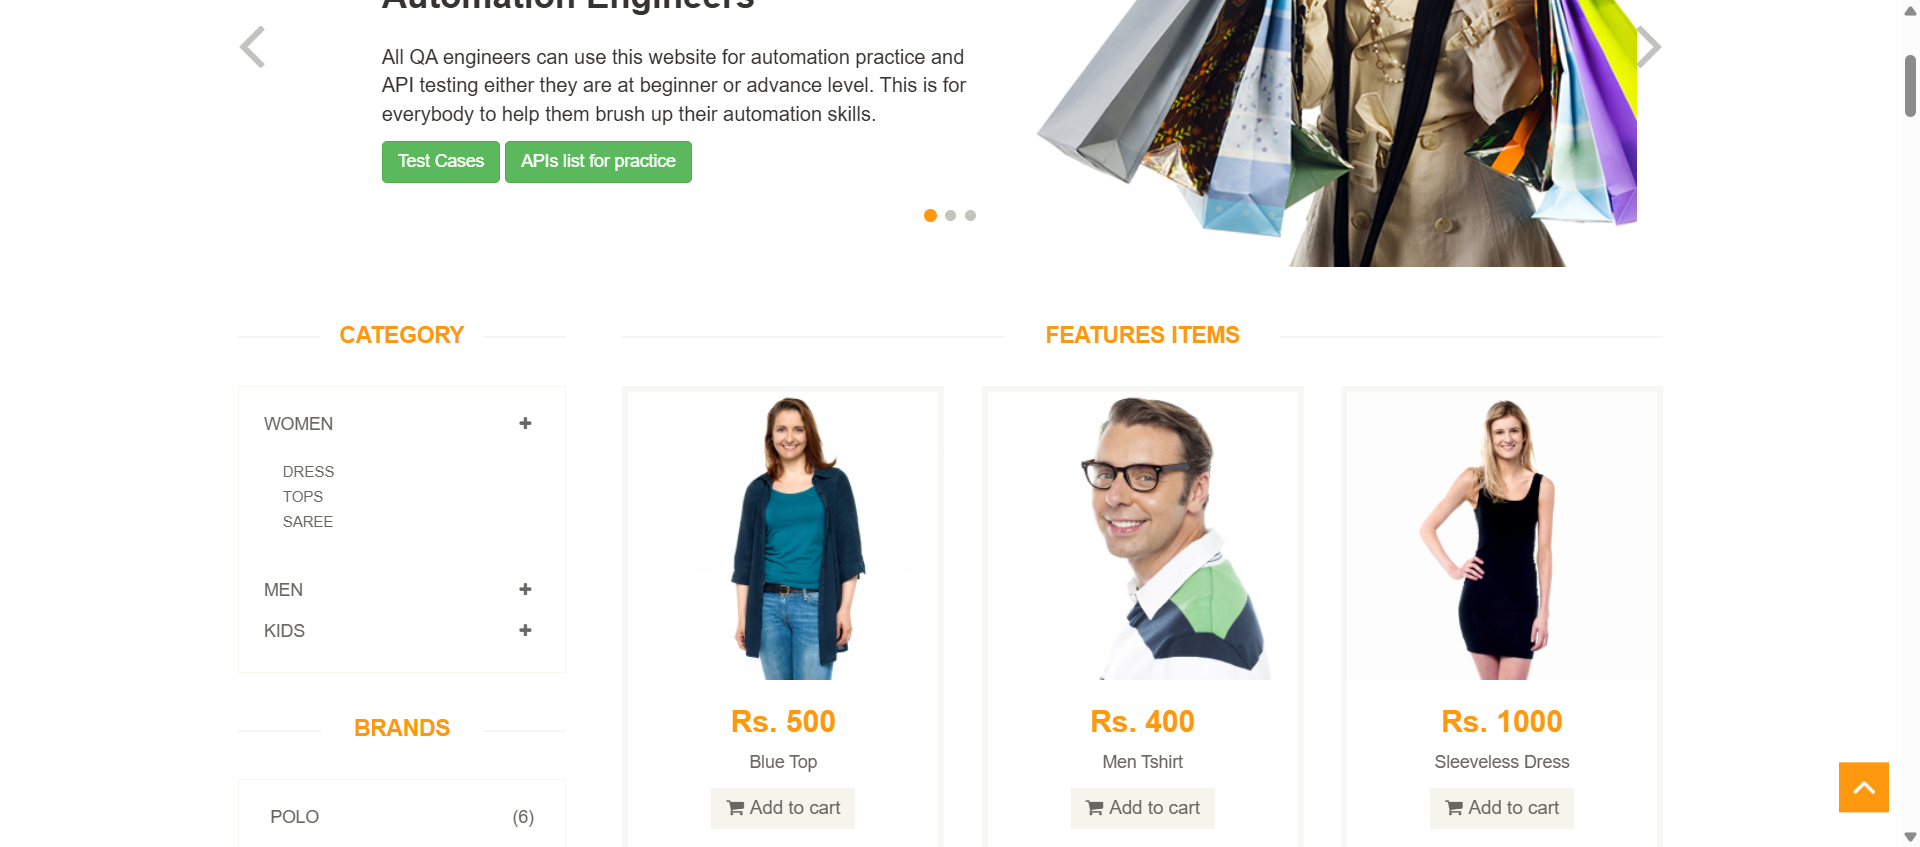 Automation Engineers
All QA engineers can use this website for automation practice and
API testing either they are at beginner or advance level. This is for
everybody to help them brush up their automation skills.
Test Cases
APIs list for practice
CATEGORY
WOMEN
DRESS
TOPS
SAREE
MEN
KIDS
BRANDS
POLO (6)
FEATURES ITEMS
Rs. 500
Blue Top
Add to cart
Rs. 400
Men Tshirt
Add to cart
Rs. 1000
Sleeveless Dress
Add to cart